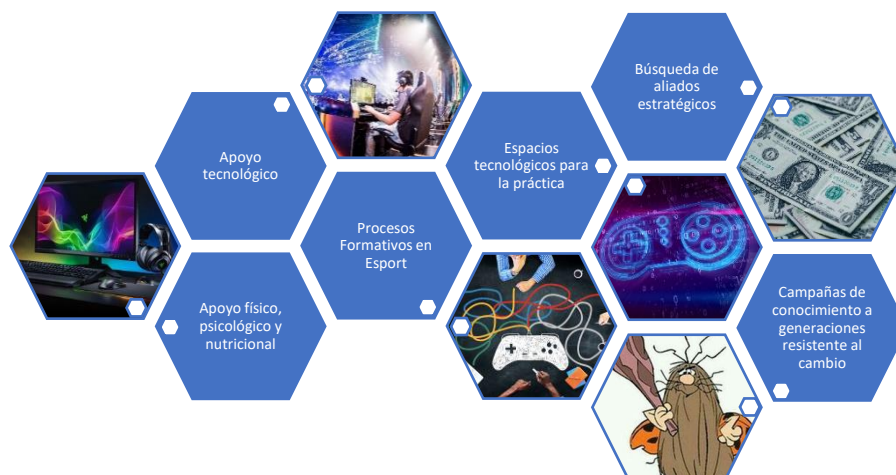 Apoyo
tecnológico
Apoyo físico,
psicológico y
nutricional
Procesos
Formativos en
Esport
Espacios
tecnológicos para
la práctica
Búsqueda de
aliados
estratégicos
Campañas de
conocimiento a
generaciones
resistente al
cambio